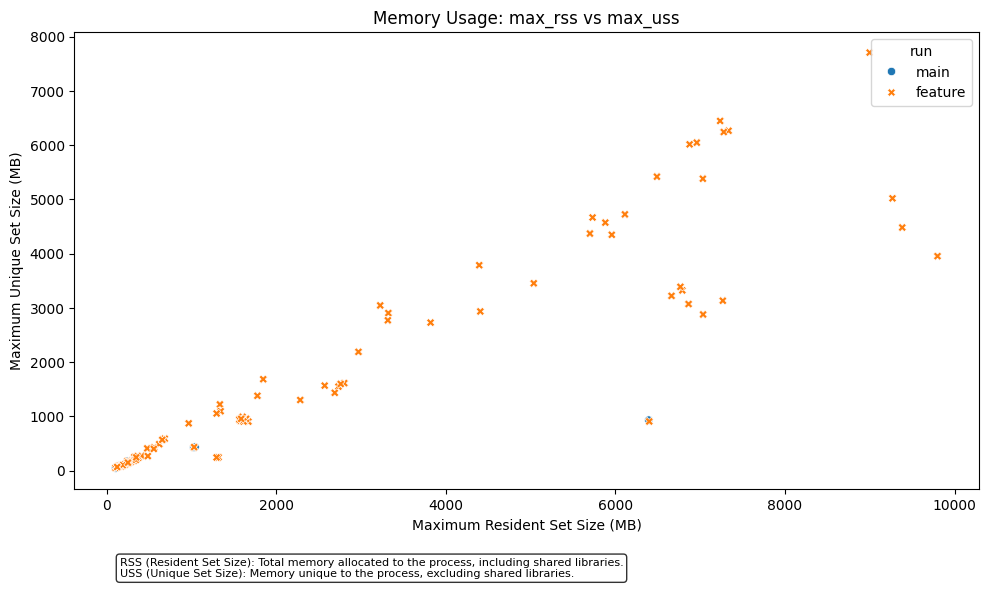 Memory Usage: max_rss vs max_uss
8000
7000
6000
5000
4000
3000
2000
1000
0
Maximum Unique Set Size (MB)
run
main
feature
0
2000
4000
6000
8000
10000
Maximum Resident Set Size (MB)
RSS (Resident Set Size): Total memory allocated to the process, including shared libraries.
USS (Unique Set Size): Memory unique to the process, excluding shared libraries.